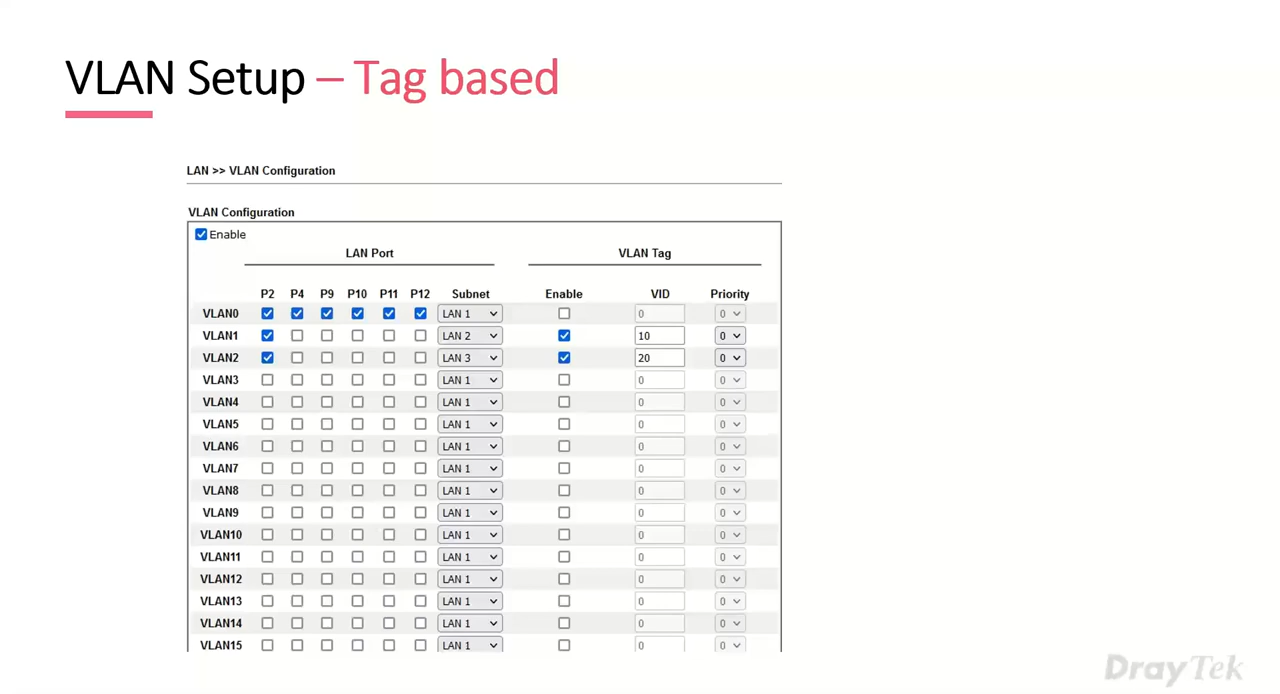 VLAN Setup – Tag based
LAN >> VLAN Configuration
VLAN Configuration
Enable
LAN Port VLAN Tag
P2 P4 P9 P10 P11 P12 Subnet Enable VID Priority
VLAN0 LAN 1 0 0
VLAN1 LAN 2 10 0
VLAN2 LAN 3 20 0
VLAN3 LAN 1 0 0
VLAN4 LAN 1 0 0
VLAN5 LAN 1 0 0
VLAN6 LAN 1 0 0
VLAN7 LAN 1 0 0
VLAN8 LAN 1 0 0
VLAN9 LAN 1 0 0
VLAN10 LAN 1 0 0
VLAN11 LAN 1 0 0
VLAN12 LAN 1 0 0
VLAN13 LAN 1 0 0
VLAN14 LAN 1 0 0
VLAN15 LAN 1 0 0
DrayTek